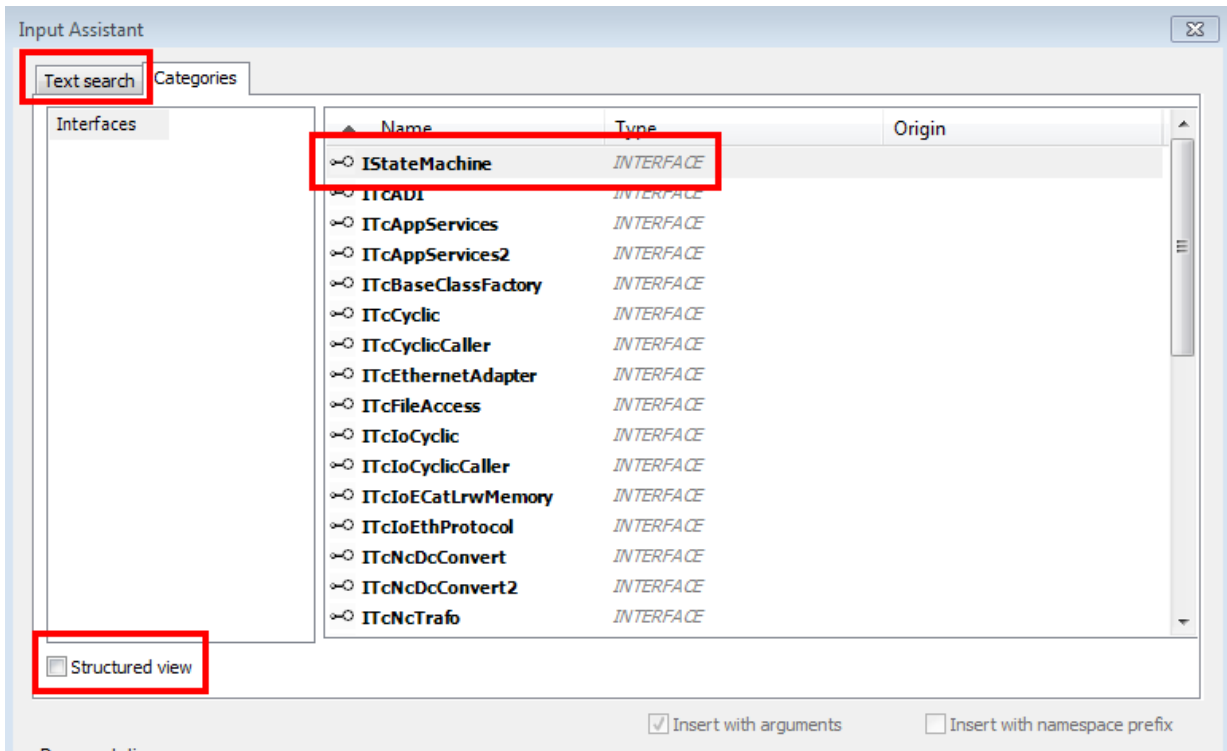 Input Assistant
Text search Categories
Interfaces
Name Type Origin
IStateMachine INTERFACE
ITcADI INTERFACE
ITcAppServices INTERFACE
ITcAppServices2 INTERFACE
ITcBaseClassFactory INTERFACE
ITcCyclic INTERFACE
ITcCyclicCaller INTERFACE
ITcEthernetAdapter INTERFACE
ITcFileAccess INTERFACE
ITcIoCyclic INTERFACE
ITcIoCyclicCaller INTERFACE
ITcIoECatLrwMemory INTERFACE
ITcIoEthProtocol INTERFACE
ITcNcDcConvert INTERFACE
ITcNcDcConvert2 INTERFACE
ITcNcTrafo INTERFACE
Structured view
Insert with arguments Insert with namespace prefix